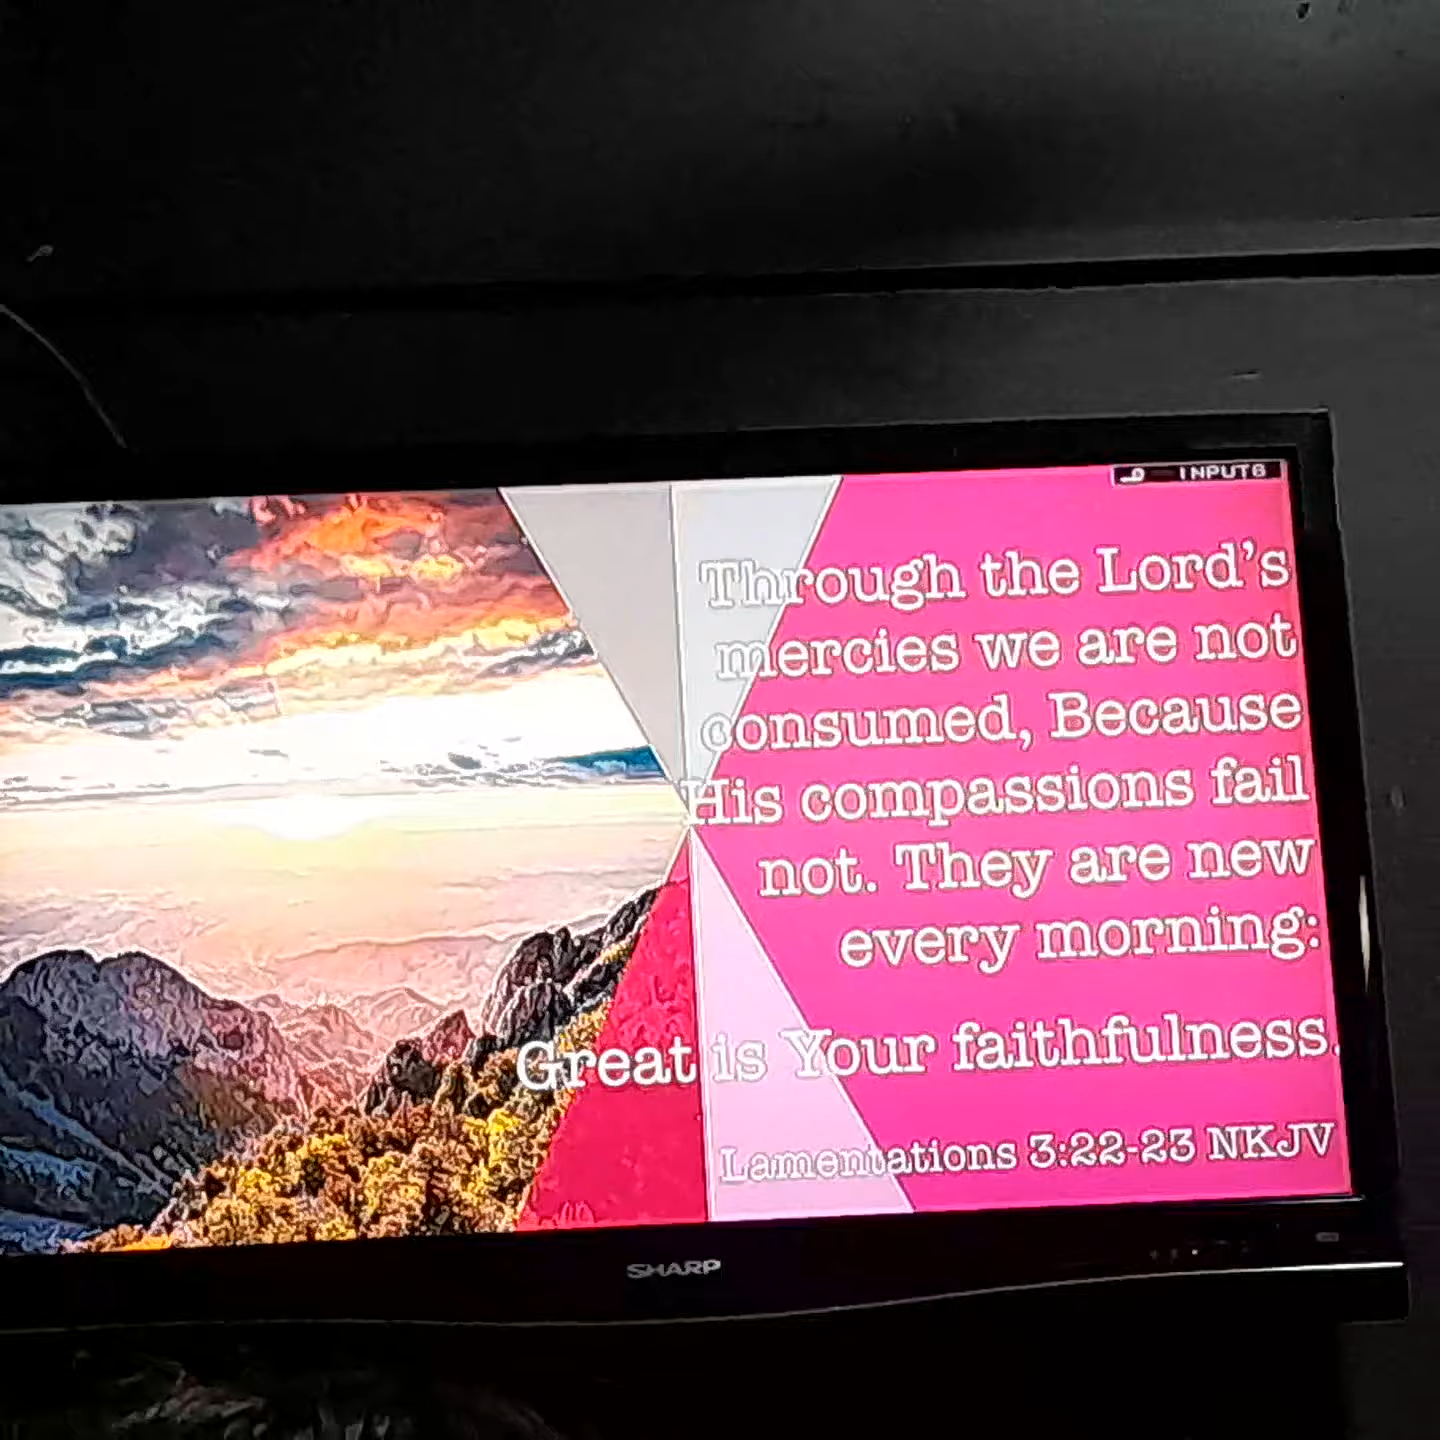 INPUT6
Through the Lord's
mercies we are not
consumed, Because
His compassions fail
not. They are new
every morning:
Great is Your faithfulness.
Lamentations 3:22-23 NKJV
SHARP